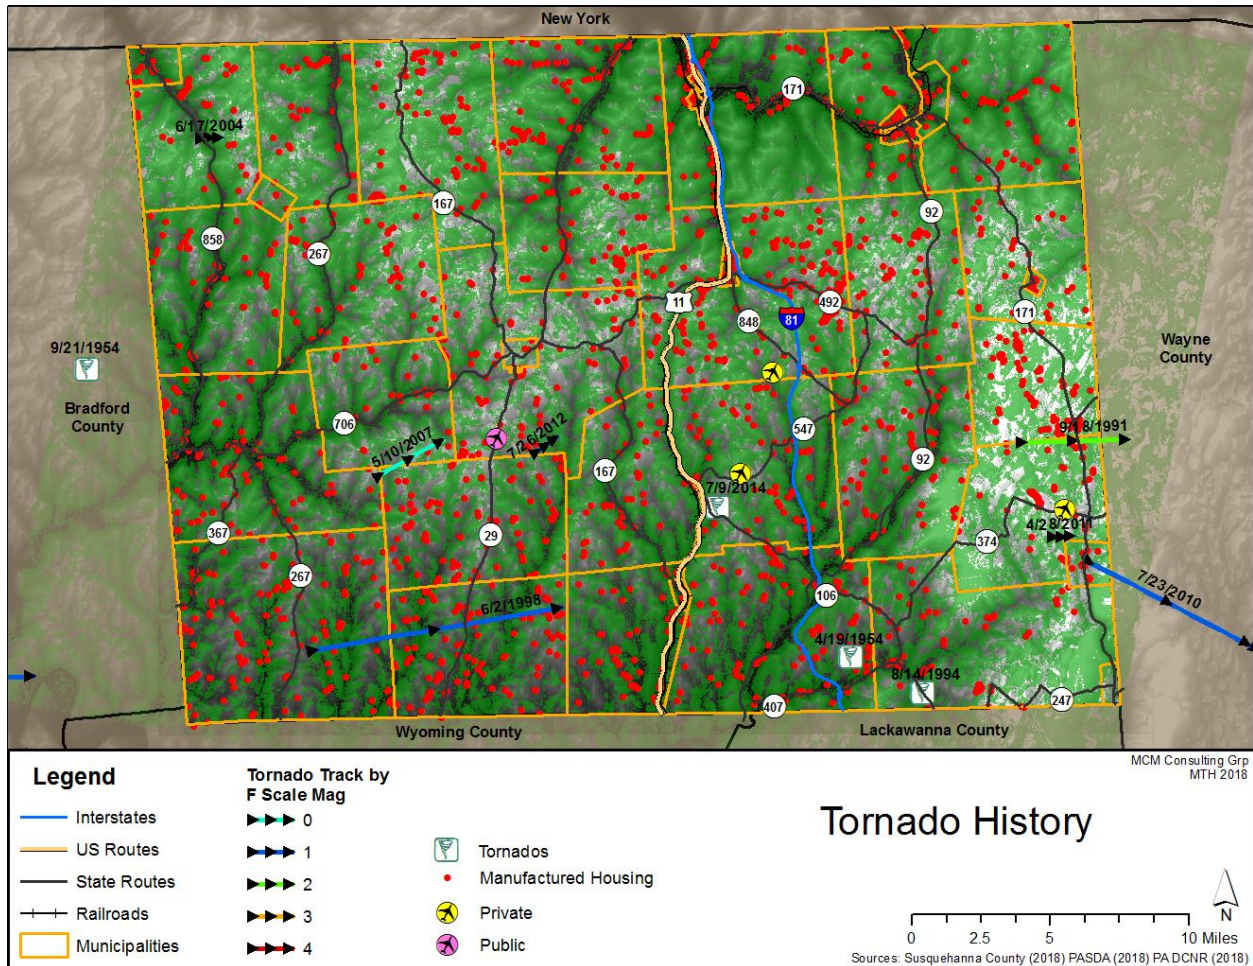 New York
171
6/17/2004
167
92
858
267
11
492
171
848
81
Wayne
County
9/21/1954
Bradford
County
706
547
9/18/1991
5/10/2007
7/26/2012
167
92
7/9/2014
367
29
374
4/28/2011
267
7/23/2010
106
6/2/1998
4/19/1954
8/14/1994
247
407
Wyoming County
Lackawanna County
MCM Consulting Grp
MTH 2018
Legend
Interstates
US Routes
State Routes
Railroads
Municipalities
Tornado Track by
F Scale Mag
0
1
2
3
4
Tornados
Manufactured Housing
Private
Public
Tornado History
N
0 2.5 5 10 Miles
Sources: Susquehanna County (2018) PASDA (2018) PA DCNR (2018)